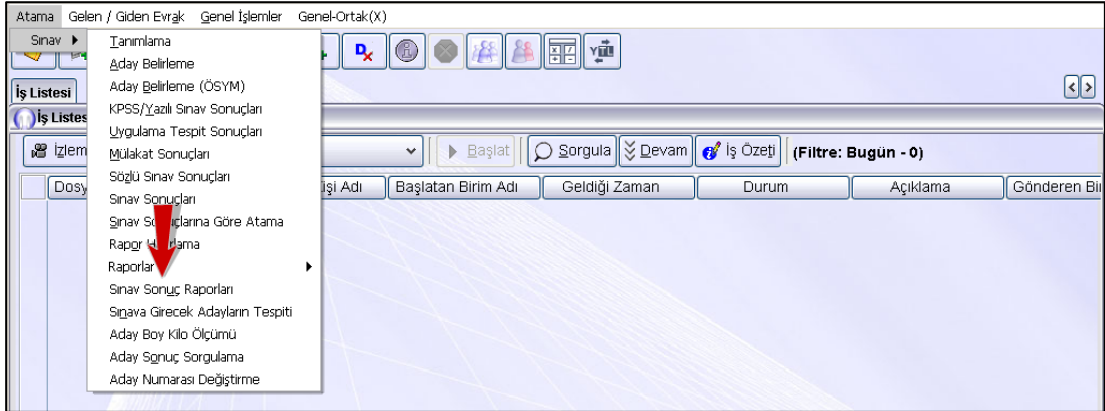 Atama Gelen / Giden Evrak Genel İşlemler Genel-Ortak(X)
Sınav
Tanımlama
Aday Belirleme
Aday Belirleme (ÖSYM)
KPSS/Yazılı Sınav Sonuçları
Uygulama Tespit Sonuçları
Mülakat Sonuçları
Sözlü Sınav Sonuçları
Sınav Sonuçları
Sınav Sonuçlarına Göre Atama
Rapor Hazırlama
Raporlar
Sınav Sonuç Raporları
Sınava Girecek Adayların Tespiti
Aday Boy Kilo Ölçümü
Aday Sonuç Sorgulama
Aday Numarası Değiştirme
YTL
İş Listesi
İş Listes
İzlem Başlat Sorgula Devam İş Özeti (Filtre: Bugün - 0)
Dosy işi Adı Başlatan Birim Adı Geldiği Zaman Durum Açıklama Gönderen Bi